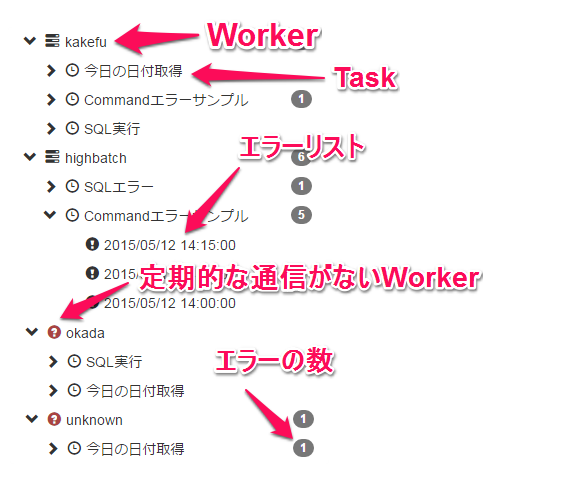 kakefu
Worker
今日の日付取得
Task
Commandエラーサンプル 1
SQL実行
エラーリスト
highbatch 6
SQLエラー 1
Commandエラーサンプル 5
2015/05/12 14:15:00
定期的な通信がないWorker
2015/05/12 14:00:00
okada
SQL実行
エラーの数
今日の日付取得
unknown 1
今日の日付取得 1